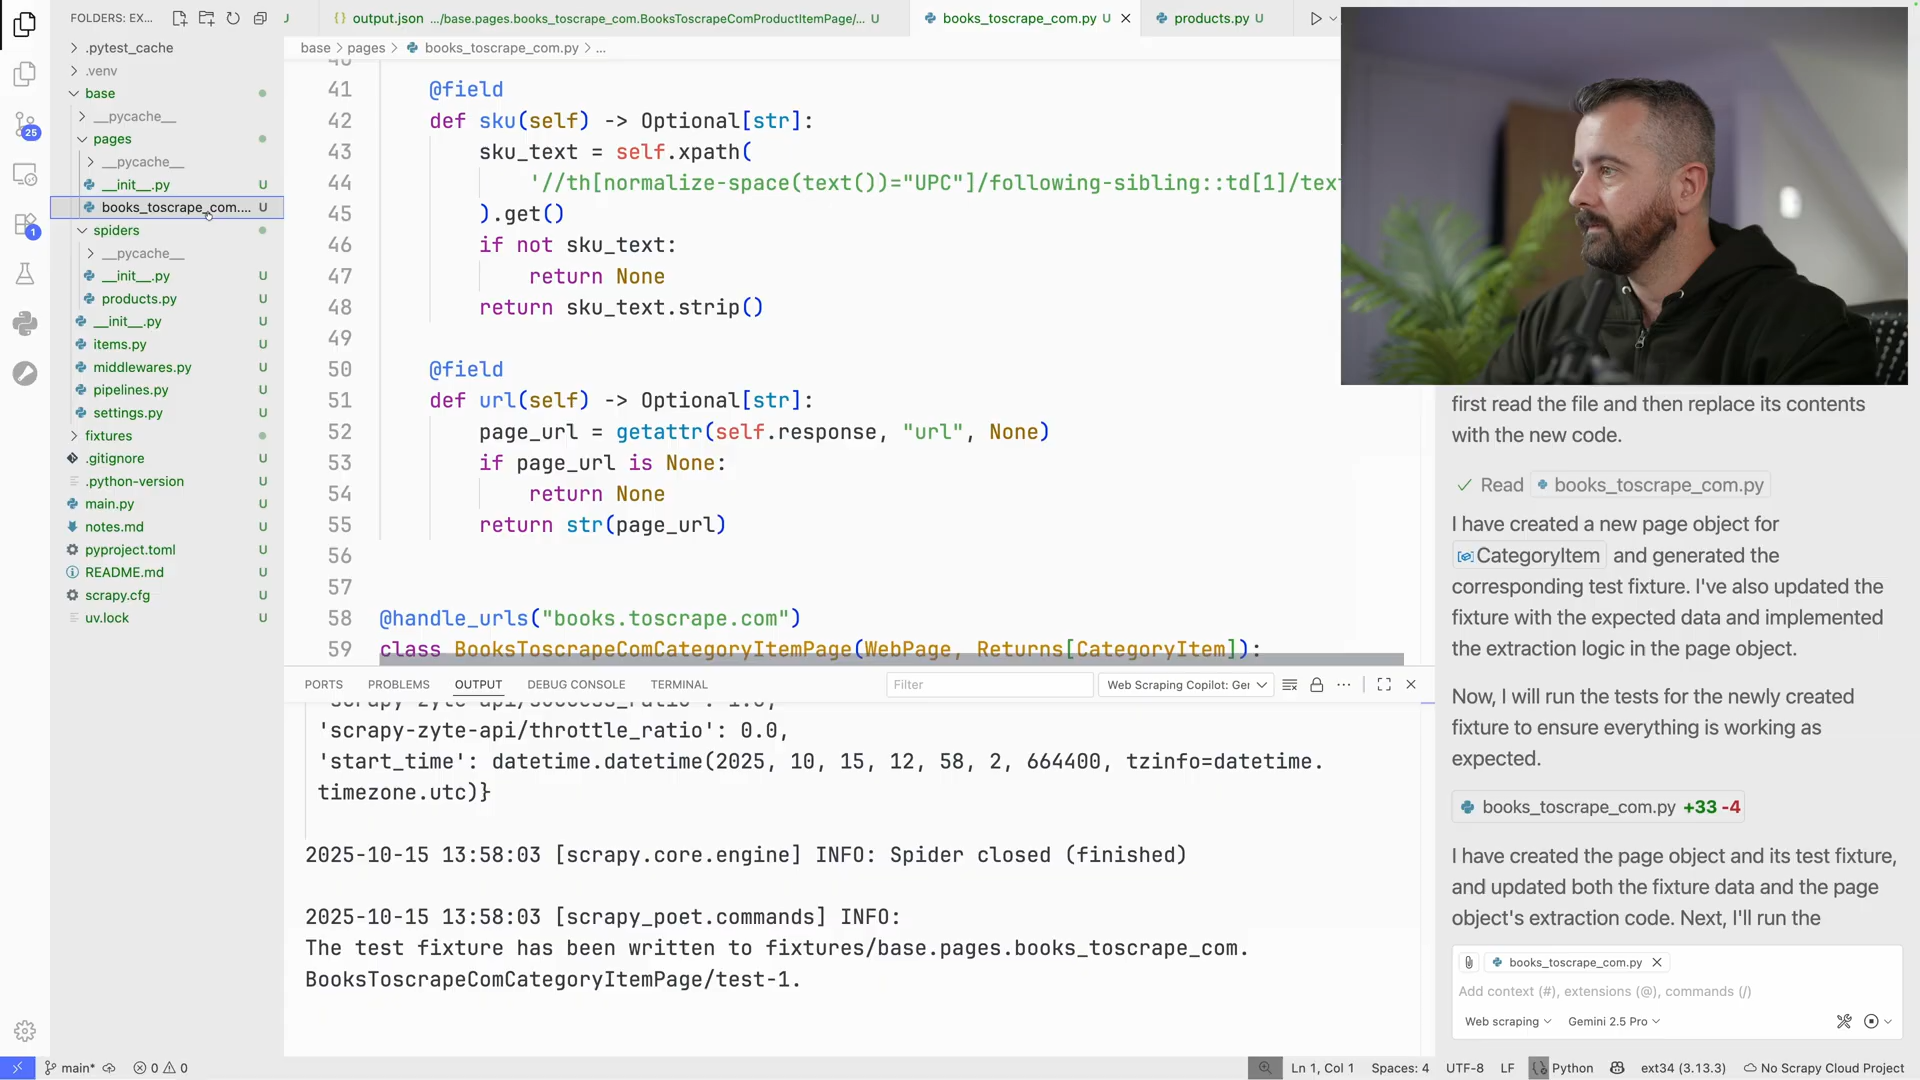 FOLDERS: EX...
.pytest_cache
.venv
base
__pycache__
pages
__pycache__
__init__.py U
books_toscrape_com.... U
spiders
__pycache__
__init__.py U
products.py U
__init__.py U
items.py U
middlewares.py U
pipelines.py U
settings.py U
fixtures
.gitignore U
.python-version U
main.py U
notes.md U
pyproject.toml U
README.md U
scrapy.cfg U
uv.lock U
25
1
U
{} output.json .../base.pages.books_toscrape_com.BooksToscrapeComProductItemPage/... U
books_toscrape_com.py U
products.py U
base > pages > books_toscrape_com.py > ...
40
41 @field
42 def sku(self) -> Optional[str]:
43 sku_text = self.xpath(
44 '//th[normalize-space(text())="UPC"]/following-sibling::td[1]/tex
45 ).get()
46 if not sku_text:
47 return None
48 return sku_text.strip()
49
50 @field
51 def url(self) -> Optional[str]:
52 page_url = getattr(self.response, "url", None)
53 if page_url is None:
54 return None
55 return str(page_url)
56
57
58 @handle_urls("books.toscrape.com")
59 class BooksToscrapeComCategoryItemPage(WebPage, Returns[CategoryItem]):
PORTS PROBLEMS OUTPUT DEBUG CONSOLE TERMINAL
Filter
Web Scraping Copilot: Ger
'scrapy-zyte-api/success_ratio': 1.0,
'scrapy-zyte-api/throttle_ratio': 0.0,
'start_time': datetime.datetime(2025, 10, 15, 12, 58, 2, 664400, tzinfo=datetime.
timezone.utc)}
2025-10-15 13:58:03 [scrapy.core.engine] INFO: Spider closed (finished)
2025-10-15 13:58:03 [scrapy_poet.commands] INFO:
The test fixture has been written to fixtures/base.pages.books_toscrape_com.
BooksToscrapeComCategoryItemPage/test-1.
first read the file and then replace its contents
with the new code.
Read books_toscrape_com.py
I have created a new page object for
CategoryItem and generated the
corresponding test fixture. I've also updated the
fixture with the expected data and implemented
the extraction logic in the page object.
Now, I will run the tests for the newly created
fixture to ensure everything is working as
expected.
books_toscrape_com.py +33 -4
I have created the page object and its test fixture,
and updated both the fixture data and the page
object's extraction code. Next, I'll run the
books_toscrape_com.py
Add context (#), extensions (@), commands (/)
Web scraping Gemini 2.5 Pro
main* 0 0 Ln 1, Col 1 Spaces: 4 UTF-8 LF Python ext34 (3.13.3) No Scrapy Cloud Project